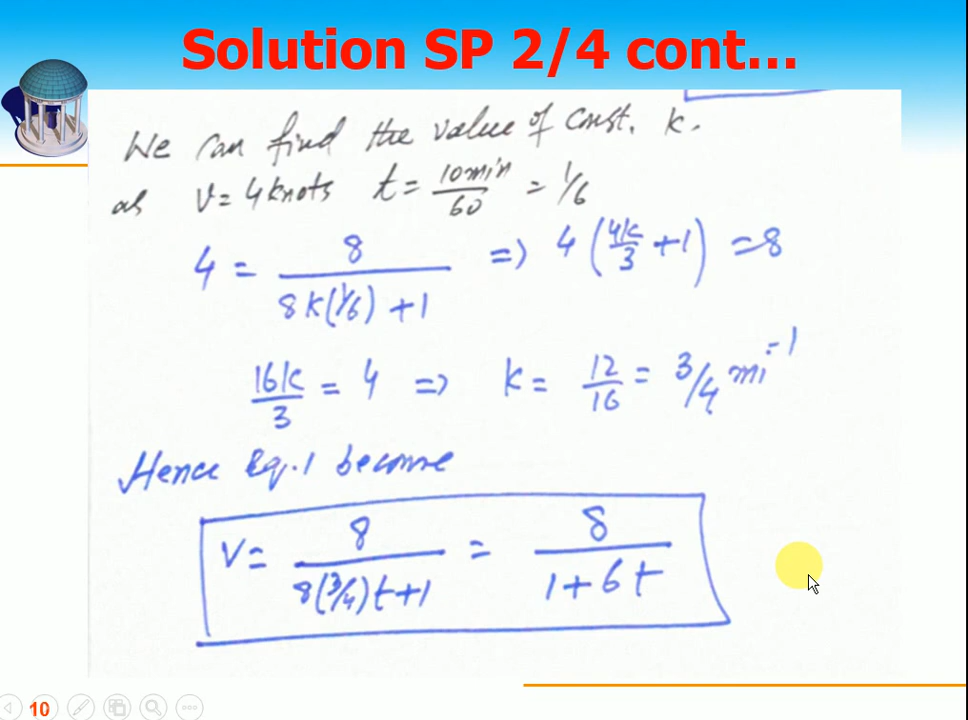 Solution SP 2/4 cont...
We can find the value of const. k.
as v = 4 knots t = 10 min/60 = 1/6
4 = 8/(8k(1/6) + 1) => 4(4k/3 + 1) = 8
16k/3 = 4 => k = 12/16 = 3/4 mi⁻¹
Hence Eq. 1 become
v = 8/(8(3/4)t + 1) = 8/(1 + 6t)
10